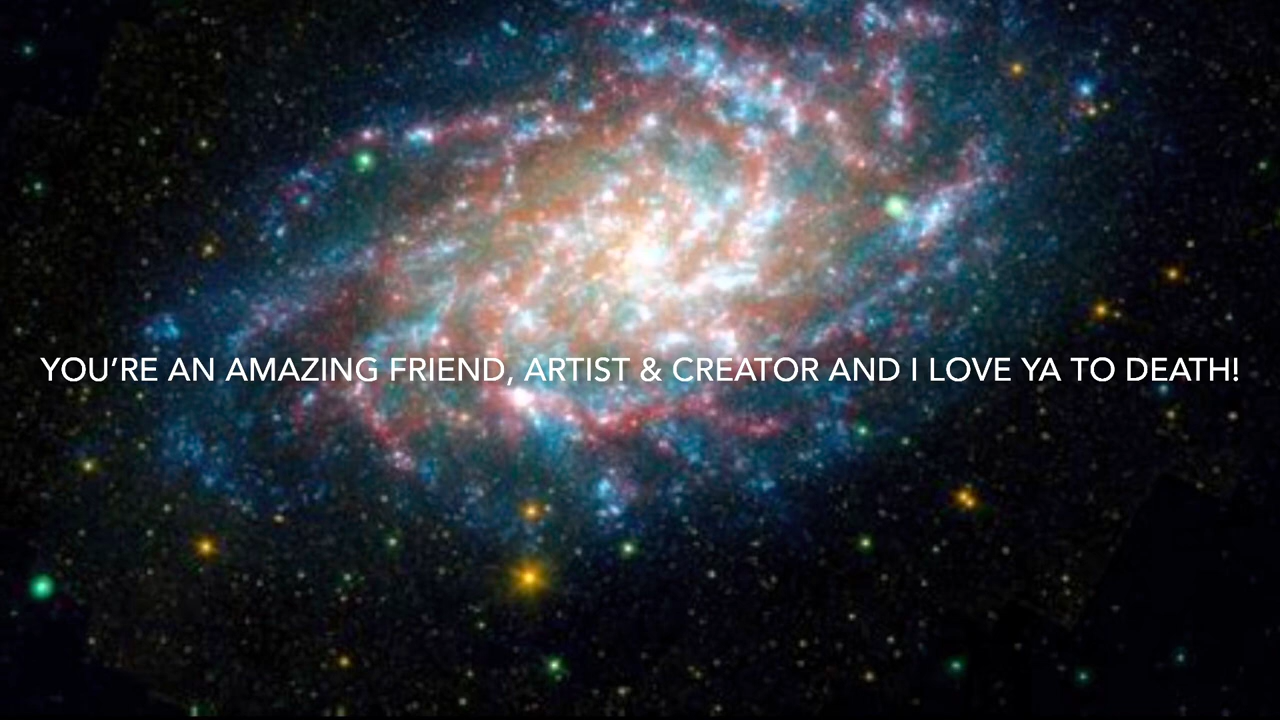 YOU’RE AN AMAZING FRIEND, ARTIST & CREATOR AND I LOVE YA TO DEATH!